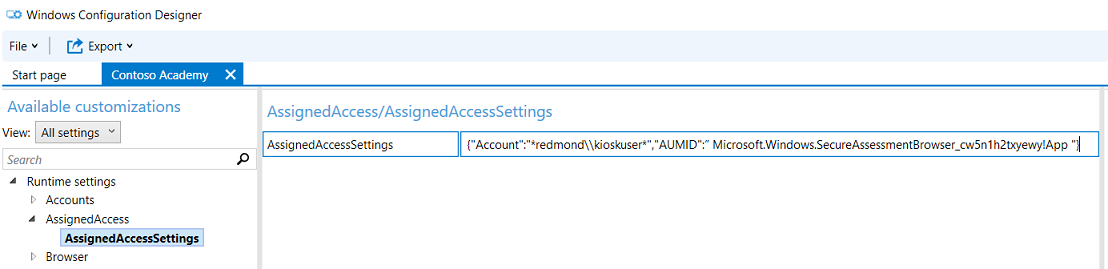 Windows Configuration Designer
File Export
Start page Contoso Academy
Available customizations
View: All settings
Search
Runtime settings
Accounts
AssignedAccess
AssignedAccessSettings
Browser
AssignedAccess/AssignedAccessSettings
AssignedAccessSettings {"Account":"*redmond\\kioskuser*","AUMID":” Microsoft.Windows.SecureAssessmentBrowser_cw5n1h2txyewy!App "}